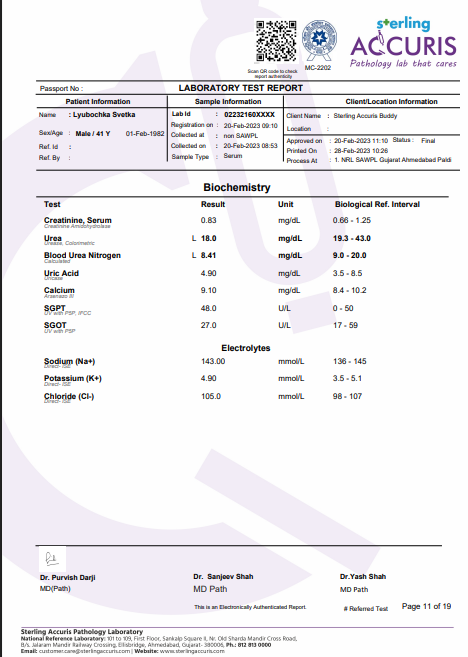 sterling
ACCURIS
Pathology lab that cares
Scan QR code to check
report authenticity
MC-2202
Passport No :
LABORATORY TEST REPORT
Patient Information Sample Information Client/Location Information
Name : Lyubochka Svetka Lab Id : 02232160XXXX Client Name : Sterling Accuris Buddy
Registration on : 20-Feb-2023 09:10 Location :
Sex/Age : Male / 41 Y 01-Feb-1982 Collected at : non SAWPL Approved on : 20-Feb-2023 11:10 Status : Final
Ref. Id : Collected on : 20-Feb-2023 08:53 Printed On : 28-Feb-2023 10:26
Ref. By : Sample Type : Serum Process At : 1. NRL SAWPL Gujarat Ahmedabad Paldi
Biochemistry
Test Result Unit Biological Ref. Interval
Creatinine, Serum 0.83 mg/dL 0.66 - 1.25
Creatinine Amidohydrolase
Urea L 18.0 mg/dL 19.3 - 43.0
Urease, Colorimetric
Blood Urea Nitrogen L 8.41 mg/dL 9.0 - 20.0
Calculated
Uric Acid 4.90 mg/dL 3.5 - 8.5
Uricase
Calcium 9.10 mg/dL 8.4 - 10.2
Arsenazo III
SGPT 48.0 U/L 0 - 50
UV with P5P, IFCC
SGOT 27.0 U/L 17 - 59
UV with P5P
Electrolytes
Sodium (Na+) 143.00 mmol/L 136 - 145
Direct- ISE
Potassium (K+) 4.90 mmol/L 3.5 - 5.1
Direct- ISE
Chloride (Cl-) 105.0 mmol/L 98 - 107
Direct- ISE
Dr. Purvish Darji Dr. Sanjeev Shah Dr.Yash Shah
MD(Path) MD Path MD Path
This is an Electronically Authenticated Report. # Referred Test Page 11 of 19
Sterling Accuris Pathology Laboratory
National Reference Laboratory: 101 to 109, First Floor, Sankalp Square II, Nr. Old Sharda Mandir Cross Road,
B/s. Jalaram Mandir Railway Crossing, Ellisbridge, Ahmedabad, Gujarat- 380006, Ph.: 812 813 0000
Email: customer.care@sterlingaccuris.com | Website: www.sterlingaccuris.com